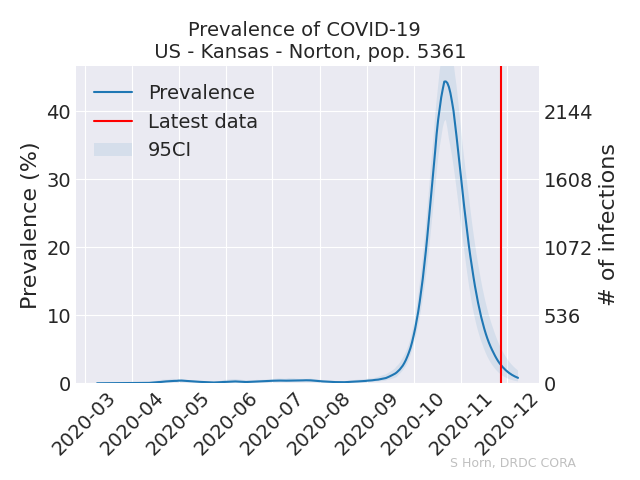 Prevalence of COVID-19
US - Kansas - Norton, pop. 5361
Prevalence
Latest data
95CI
Prevalence (%)
40
30
20
10
0
2144
1608
1072
536
0
# of infections
2020-03
2020-04
2020-05
2020-06
2020-07
2020-08
2020-09
2020-10
2020-11
2020-12
S Horn, DRDC CORA